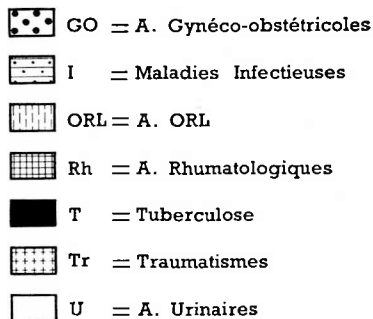 GO = A. Gynéco-obstétricoles
I = Maladies Infectieuses
ORL = A. ORL
Rh = A. Rhumatologiques
T = Tuberculose
Tr = Traumatismes
U = A. Urinaires